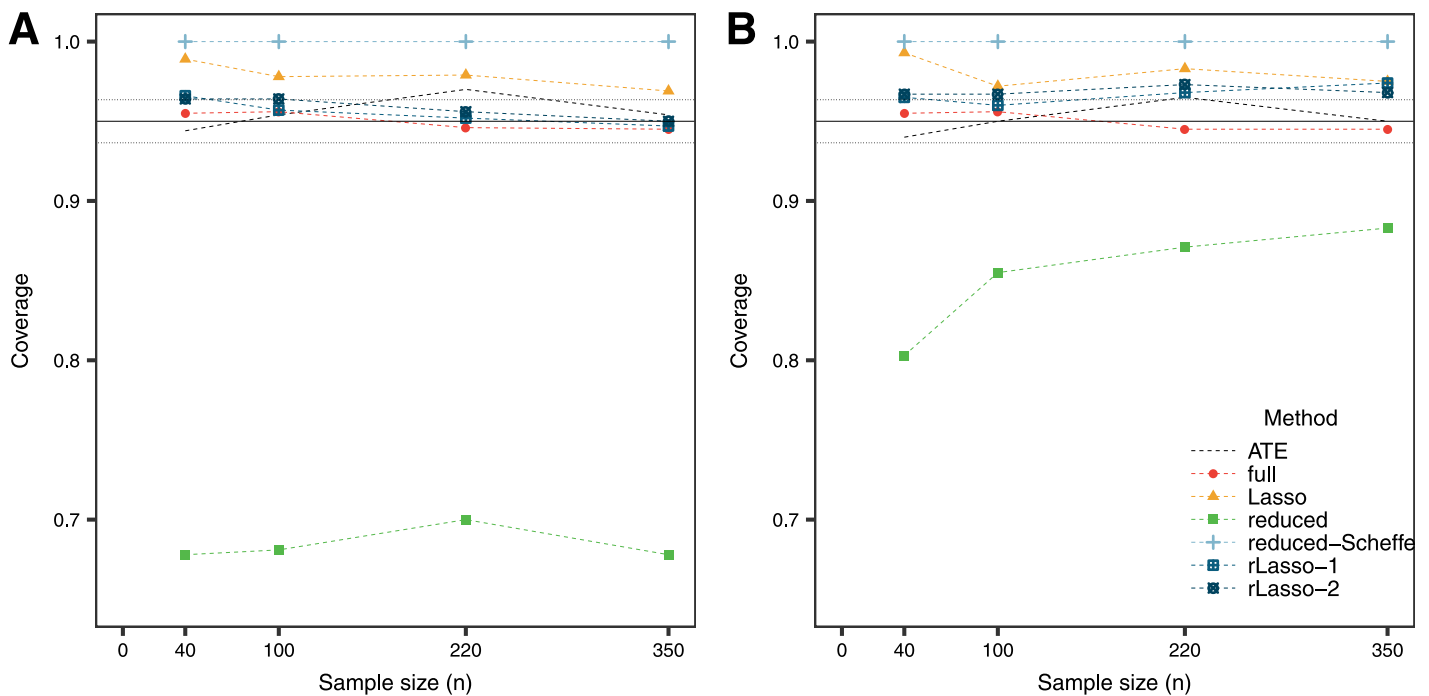 A
1.0
0.9
0.8
0.7
Coverage
0
40
100
220
350
Sample size (n)
B
1.0
0.9
0.8
0.7
Coverage
0
40
100
220
350
Sample size (n)
Method
ATE
full
Lasso
reduced
reduced−Scheffe
rLasso−1
rLasso−2